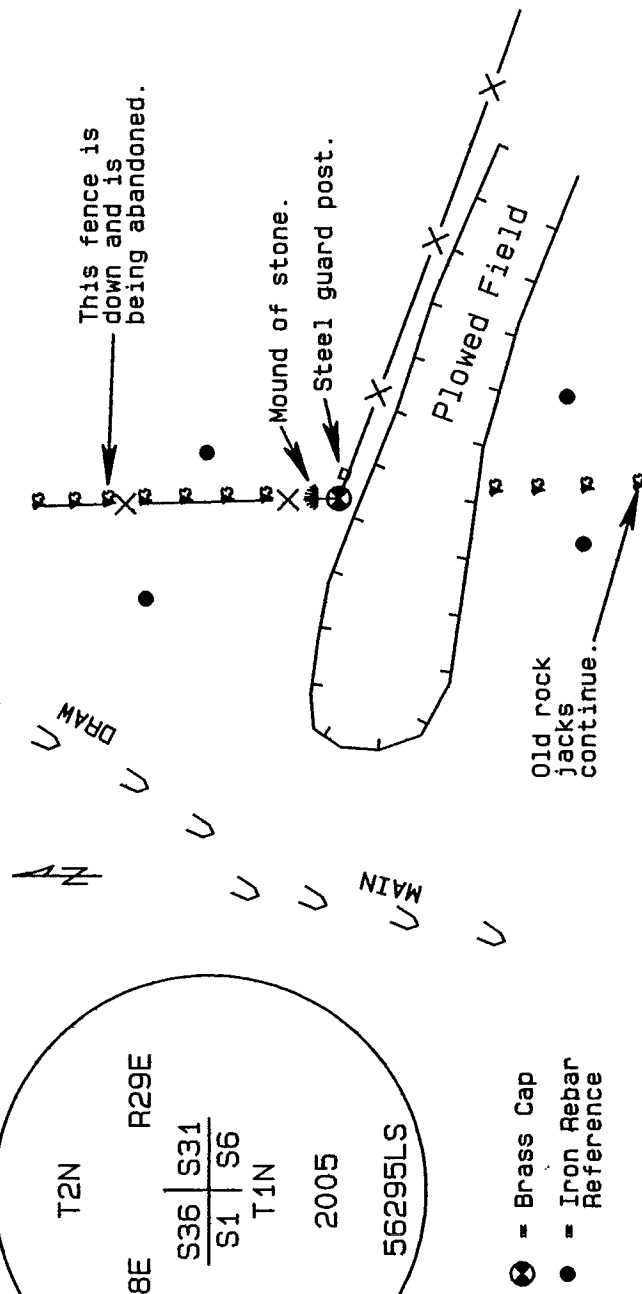 This fence is
down and is
being abandoned.
Mound of stone.
Steel guard post.
Plowed Field
Old rock
jacks
continue.
MAIN
DRAW
N
T2N
8E R29E
S36 S31
S1 S6
T1N
2005
56295LS
= Brass Cap
= Iron Rebar
Reference